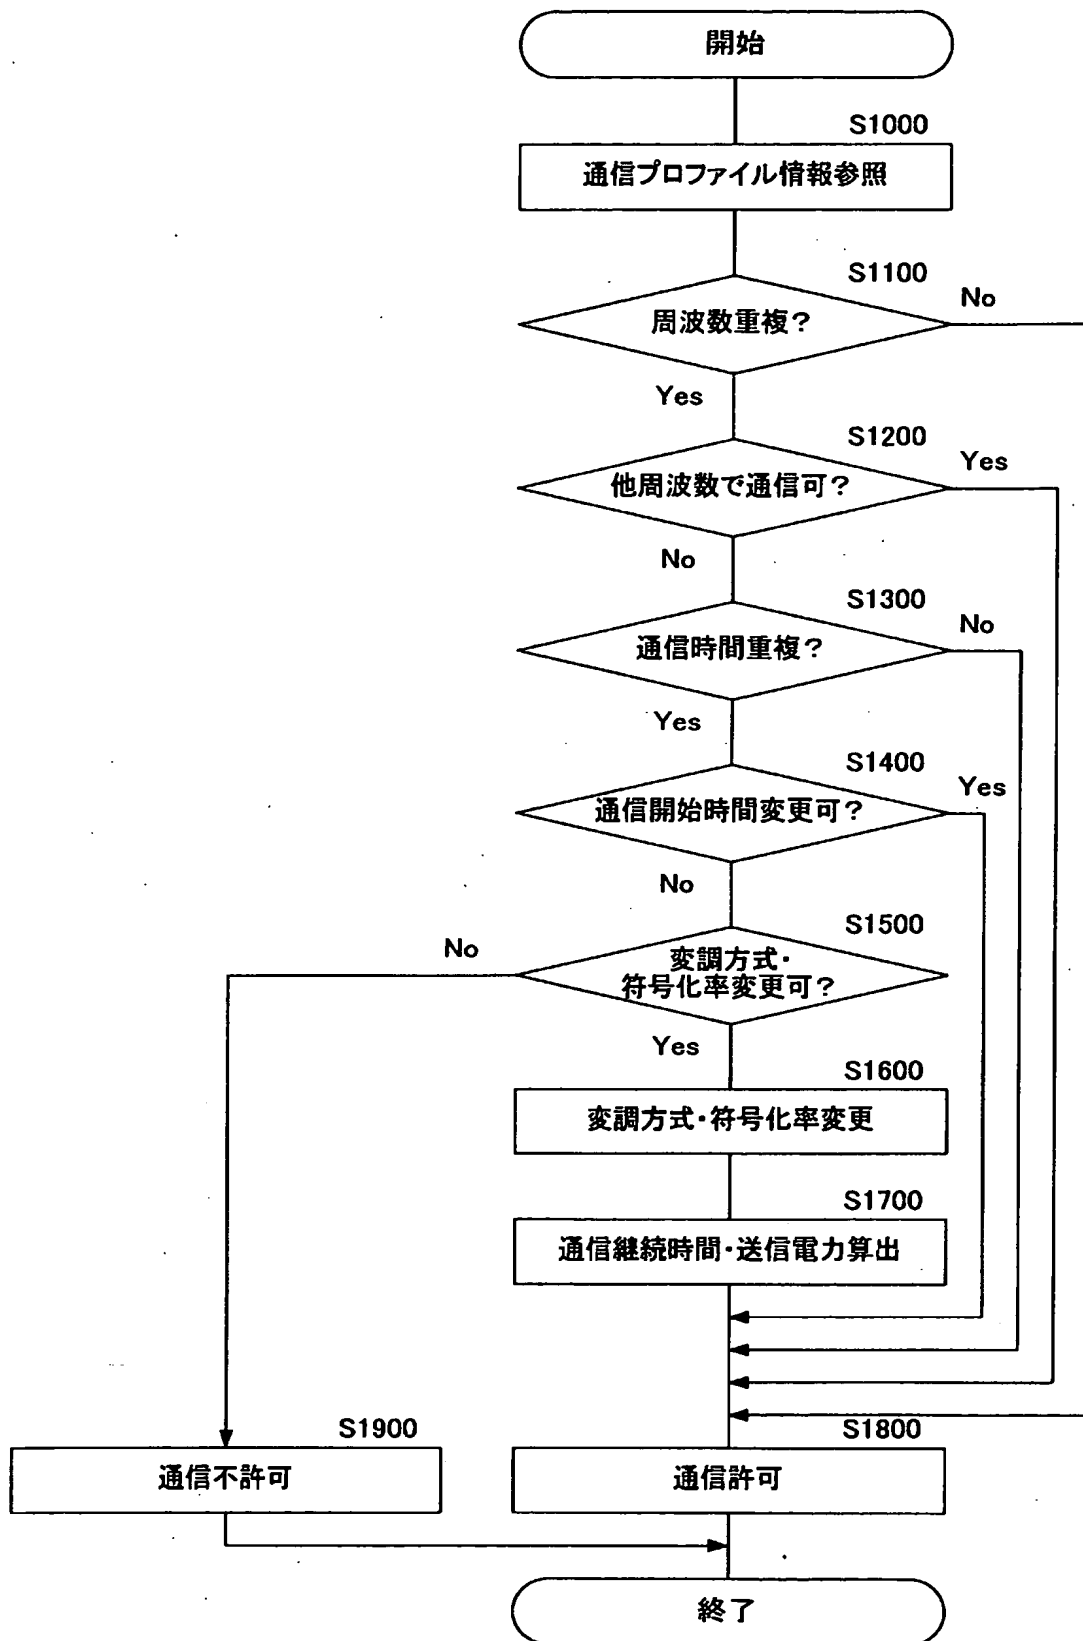 開始
S1000
通信プロファイル情報参照
S1100
周波数重複?
No
Yes
S1200
他周波数で通信可?
Yes
No
S1300
通信時間重複?
No
Yes
S1400
通信開始時間変更可?
Yes
No
S1500
変調方式・
符号化率変更可?
No
Yes
S1600
変調方式・符号化率変更
S1700
通信継続時間・送信電力算出
S1900
通信不許可
S1800
通信許可
終了